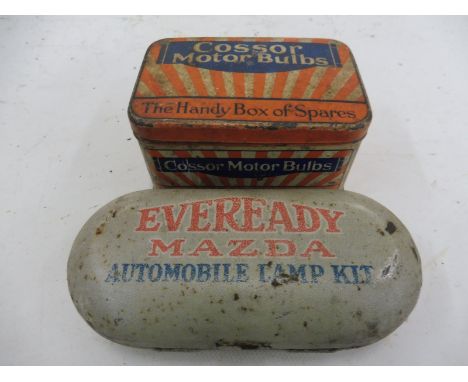 Cossor
Motor Bulbs
The Handy Box of Spares
Cossor Motor Bulbs
EVEREADY
MAZDA
AUTOMOBILE LAMP KIT